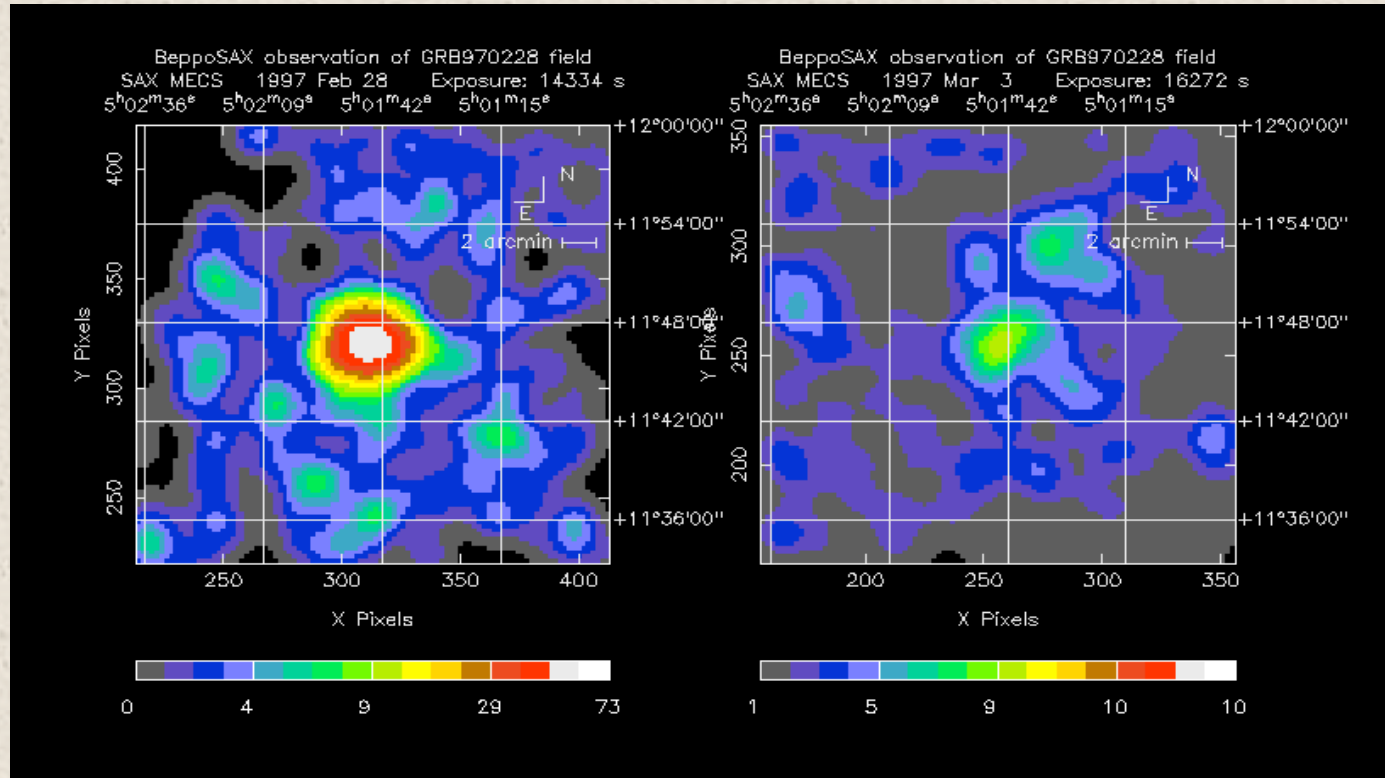 BeppoSAX observation of GRB970228 field
SAX MECS 1997 Feb 28 Exposure: 14334 s
5ʰ02ᵐ36ˢ 5ʰ02ᵐ09ˢ 5ʰ01ᵐ42ˢ 5ʰ01ᵐ15ˢ
+12°00'00"
N
E
+11°54'00"
2 arcmin
+11°48'00"
+11°42'00"
+11°36'00"
400
350
300
250
Y Pixels
250 300 350 400
X Pixels
0 4 9 29 73
BeppoSAX observation of GRB970228 field
SAX MECS 1997 Mar 3 Exposure: 16272 s
5ʰ02ᵐ36ˢ 5ʰ02ᵐ09ˢ 5ʰ01ᵐ42ˢ 5ʰ01ᵐ15ˢ
+12°00'00"
N
E
+11°54'00"
2 arcmin
+11°48'00"
+11°42'00"
+11°36'00"
350
300
250
200
Y Pixels
200 250 300 350
X Pixels
1 5 9 10 10